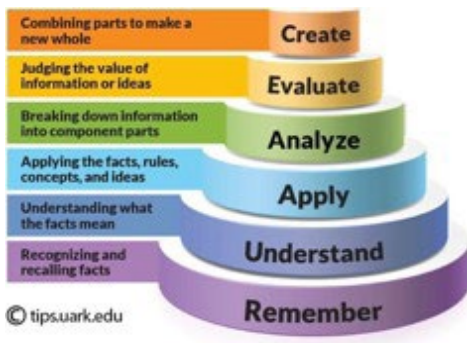 Combining parts to make a
new whole
Create
Judging the value of
information or ideas
Evaluate
Breaking down information
into component parts
Analyze
Applying the facts, rules,
concepts, and ideas
Apply
Understanding what
the facts mean
Understand
Recognizing and
recalling facts
Remember
© tips.uark.edu